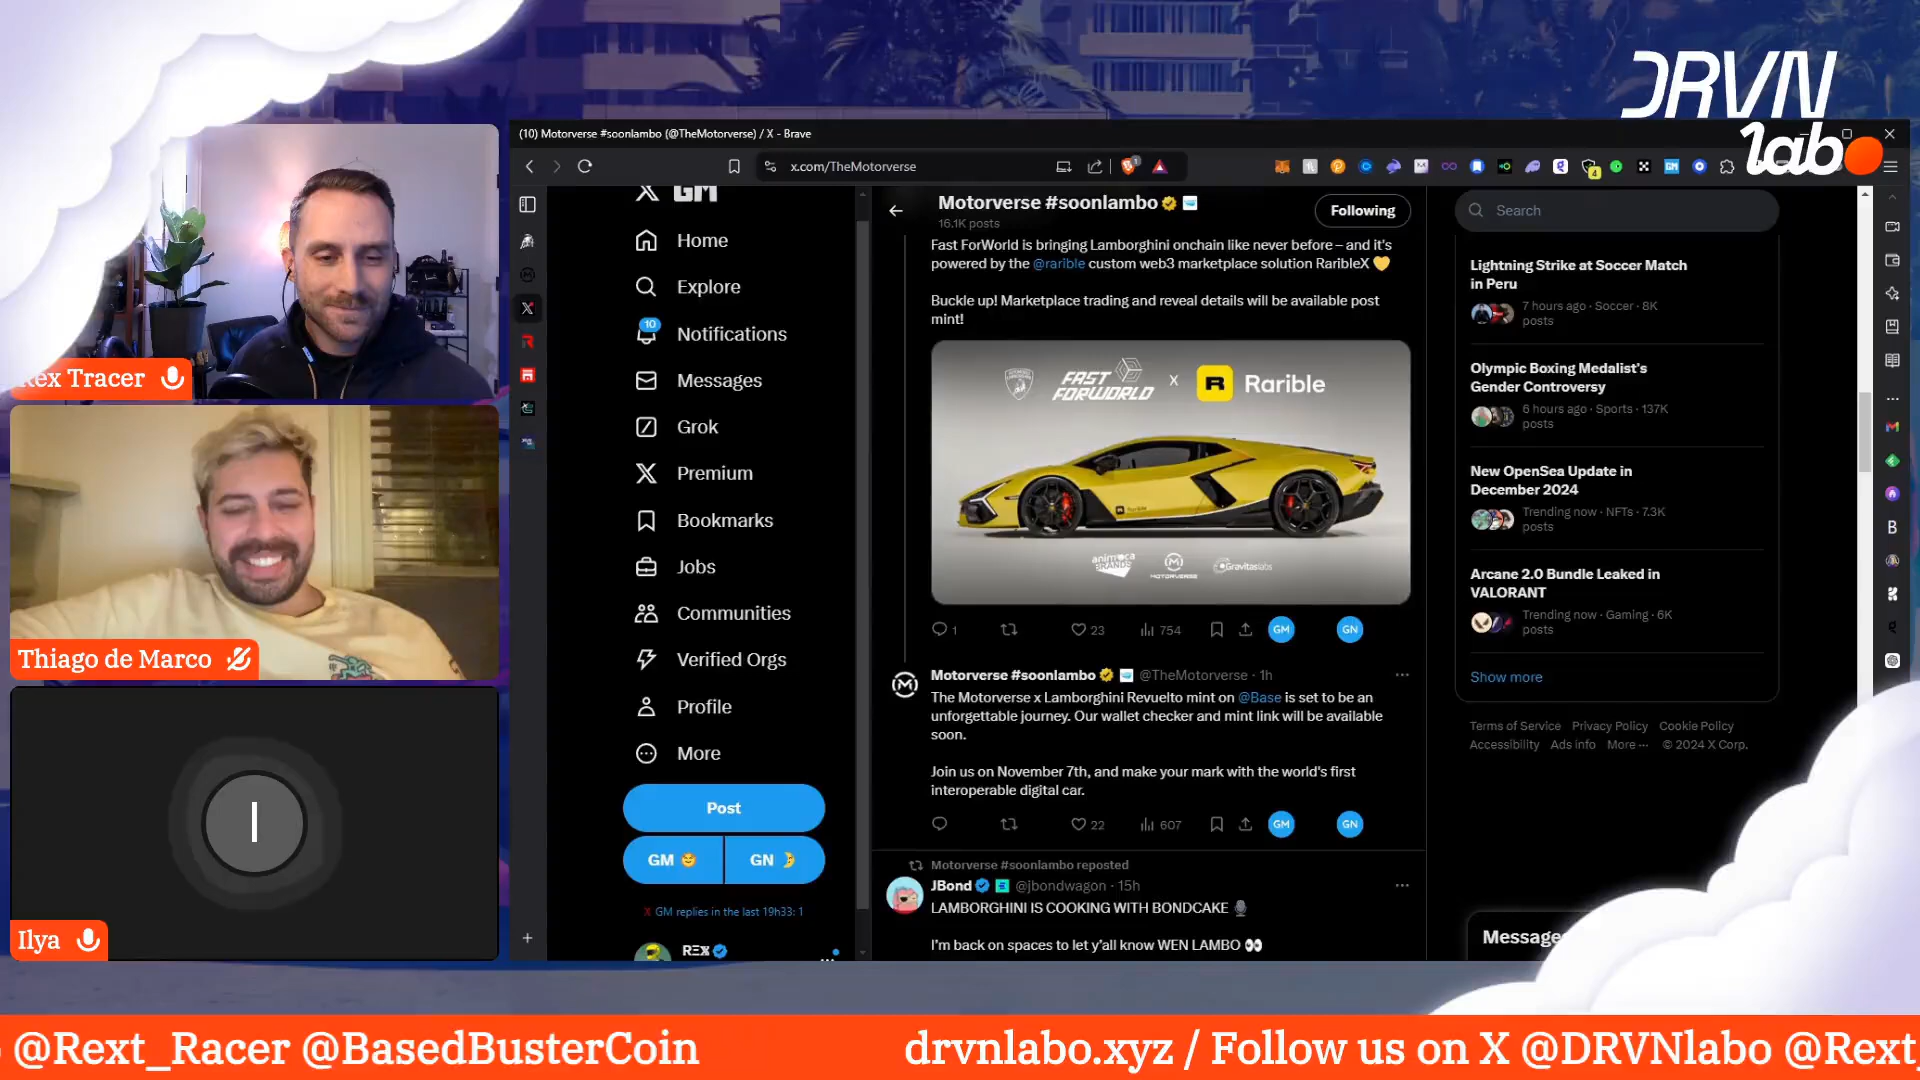 DRVN
labo
(10) Motorverse #soonlambo (@TheMotorverse) / X - Brave
x.com/TheMotorverse
GM
Home
Explore
10
Notifications
Messages
Grok
Premium
Bookmarks
Jobs
Communities
Verified Orgs
Profile
More
Post
GM
GN
X GM replies in the last 19h33: 1
Motorverse #soonlambo
16.1K posts
Following
Fast ForWorld is bringing Lamborghini onchain like never before – and it's
powered by the @rarible custom web3 marketplace solution RaribleX 💛
Buckle up! Marketplace trading and reveal details will be available post
mint!
FAST
FORWORLD
X
R
Rarible
animoca
BRANDS
MOTORVERSE
Gravitaslabs
1
23
754
GM
GN
Motorverse #soonlambo @TheMotorverse · 1h
The Motorverse x Lamborghini Revuelto mint on @Base is set to be an
unforgettable journey. Our wallet checker and mint link will be available
soon.
Join us on November 7th, and make your mark with the world's first
interoperable digital car.
22
607
GM
GN
Motorverse #soonlambo reposted
JBond @jbondwagon · 15h
LAMBORGHINI IS COOKING WITH BONDCAKE 🎙️
I'm back on spaces to let y'all know WEN LAMBO 👀
Search
Lightning Strike at Soccer Match
in Peru
7 hours ago · Soccer · 8K
posts
Olympic Boxing Medalist's
Gender Controversy
6 hours ago · Sports · 137K
posts
New OpenSea Update in
December 2024
Trending now · NFTs · 7.3K
posts
Arcane 2.0 Bundle Leaked in
VALORANT
Trending now · Gaming · 6K
posts
Show more
Terms of Service Privacy Policy Cookie Policy
Accessibility Ads info More ··· © 2024 X Corp.
Message
Rex Tracer
Thiago de Marco
I
Ilya
@Rext_Racer @BasedBusterCoin
drvnlabo.xyz / Follow us on X @DRVNlabo @Rext_